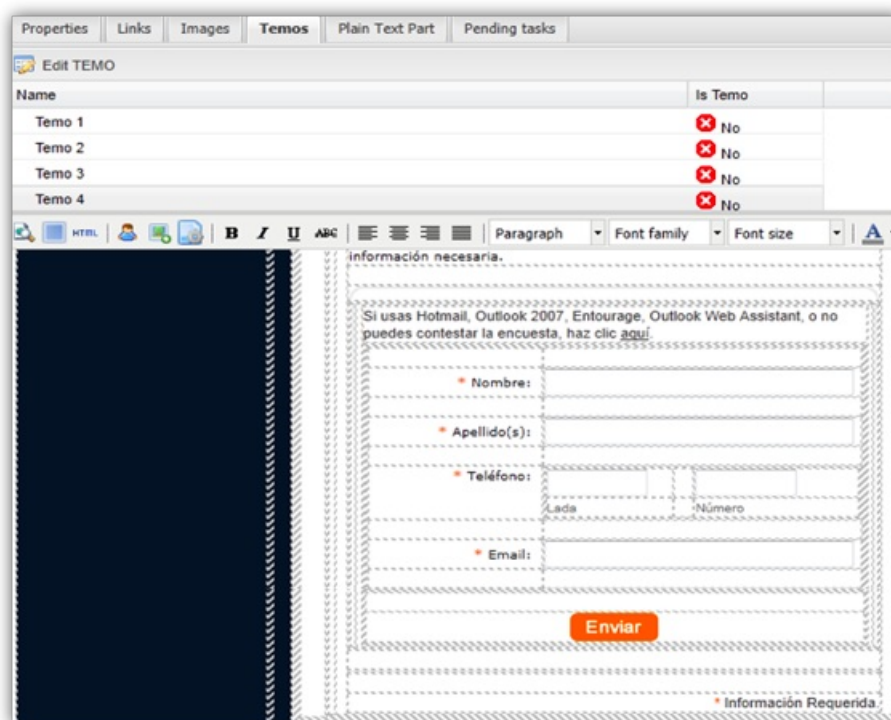 Properties Links Images Temos Plain Text Part Pending tasks
Edit TEMO
Name Is Temo
Temo 1 No
Temo 2 No
Temo 3 No
Temo 4 No
HTML B I U ABC Paragraph Font family Font size A
información necesaria.
Si usas Hotmail, Outlook 2007, Entourage, Outlook Web Assistant, o no
puedes contestar la encuesta, haz clic aquí.
* Nombre:
* Apellido(s):
* Teléfono:
Lada Número
* Email:
Enviar
* Información Requerida